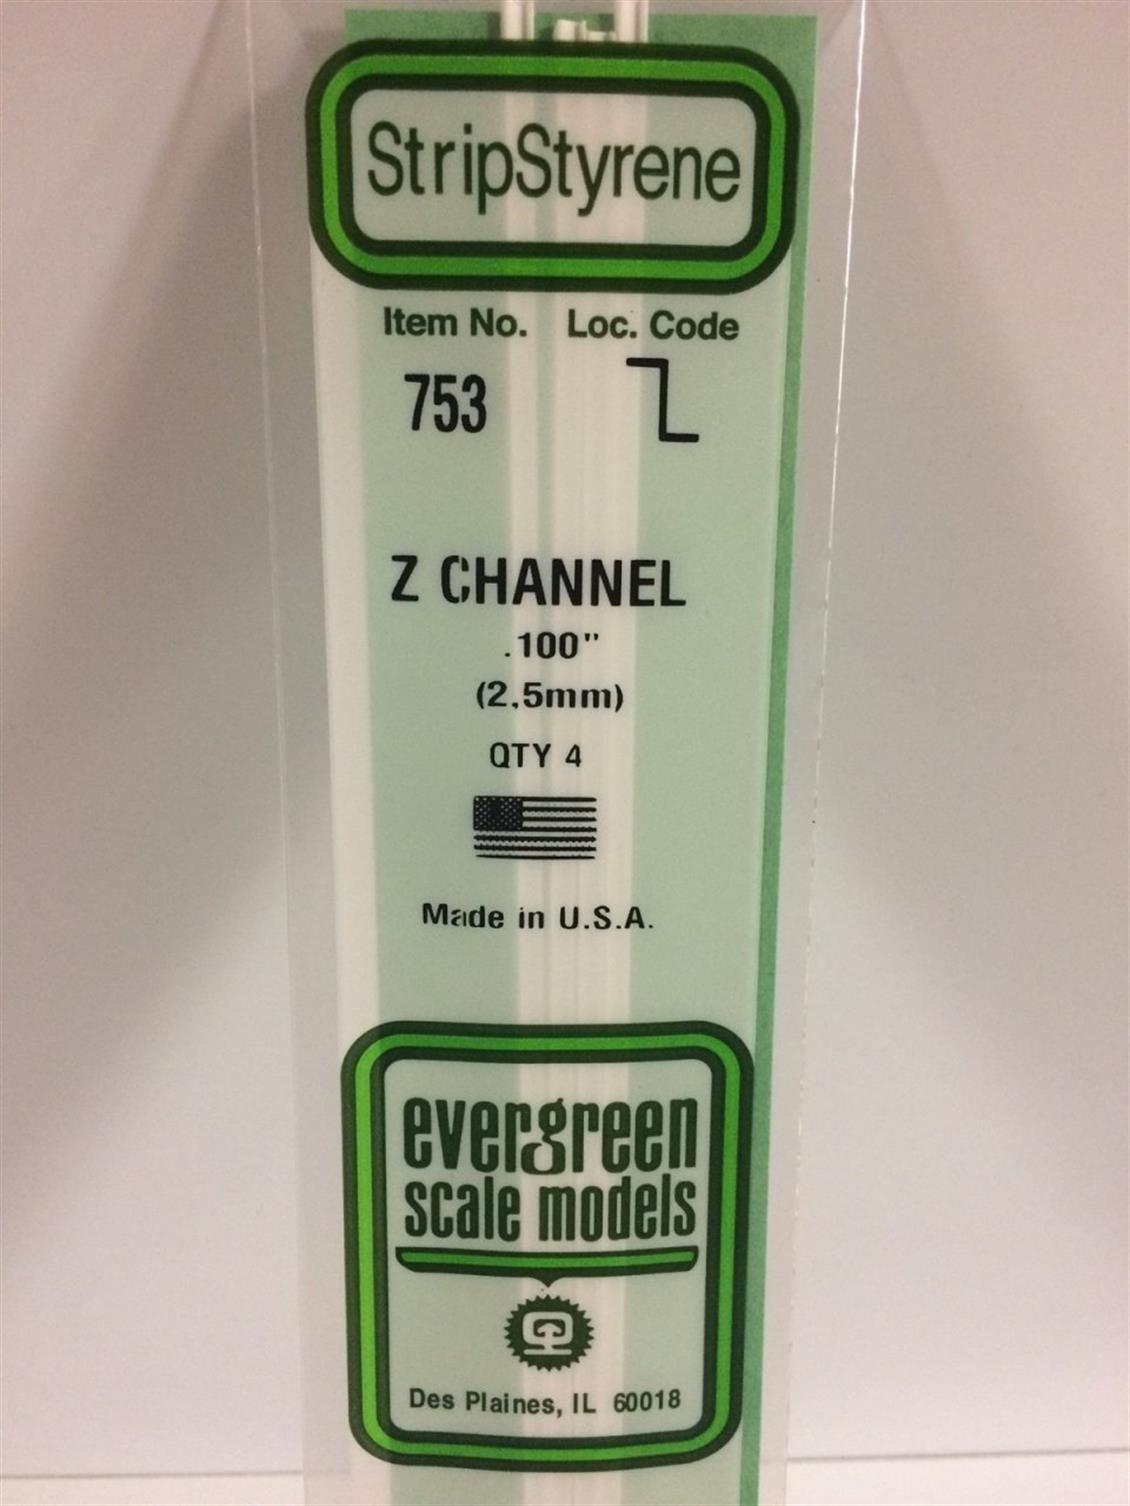 StripStyrene
Item No. Loc. Code
753
Z CHANNEL
.100"
(2,5mm)
QTY 4
Made in U.S.A.
evergreen
scale models
Des Plaines, IL 60018